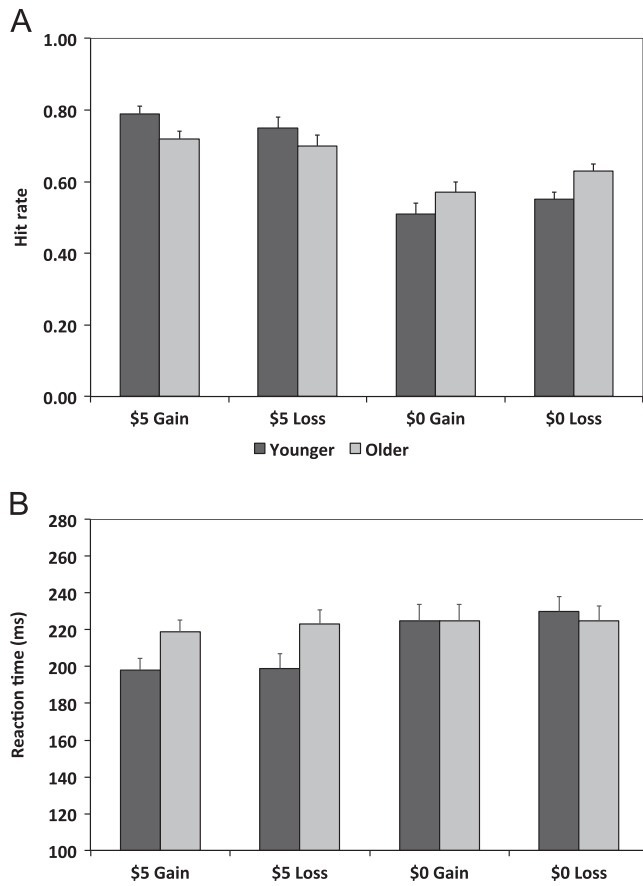 A
1.00
0.80
0.60
0.40
0.20
0.00
Hit rate
$5 Gain $5 Loss $0 Gain $0 Loss
Younger Older
B
280
260
240
220
200
180
160
140
120
100
Reaction time (ms)
$5 Gain $5 Loss $0 Gain $0 Loss